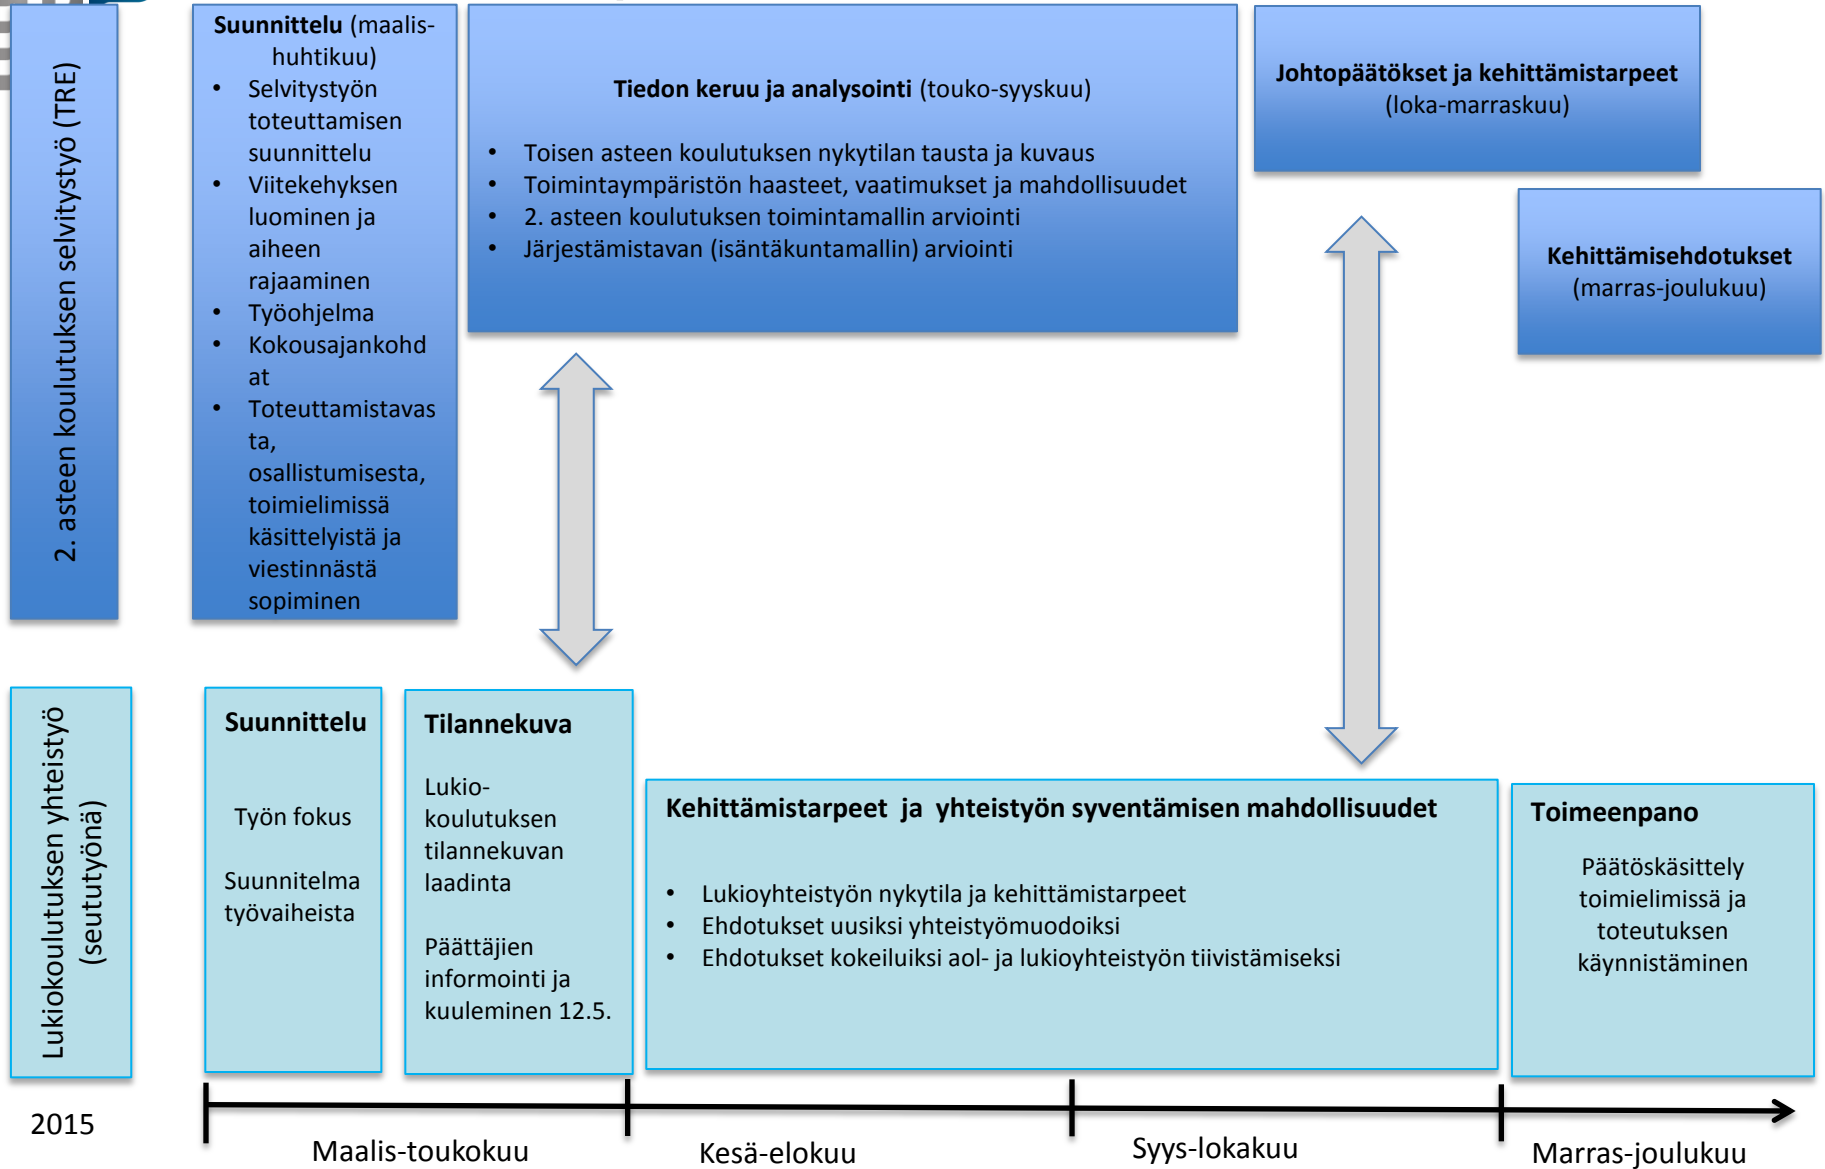 2. asteen koulutuksen selvitystyö (TRE)
Suunnittelu (maalis-
huhtikuu)
• Selvitystyön
toteuttamisen
suunnittelu
• Viitekehyksen
luominen ja
aiheen
rajaaminen
• Työohjelma
• Kokousajankohd
at
• Toteuttamistavas
ta,
osallistumisesta,
toimielimissä
käsittelyistä ja
viestinnästä
sopiminen
Tiedon keruu ja analysointi (touko-syyskuu)
• Toisen asteen koulutuksen nykytilan tausta ja kuvaus
• Toimintaympäristön haasteet, vaatimukset ja mahdollisuudet
• 2. asteen koulutuksen toimintamallin arviointi
• Järjestämistavan (isäntäkuntamallin) arviointi
Johtopäätökset ja kehittämistarpeet
(loka-marraskuu)
Kehittämisehdotukset
(marras-joulukuu)
Lukiokoulutuksen yhteistyö
(seututyönä)
Suunnittelu
Työn fokus
Suunnitelma
työvaiheista
Tilannekuva
Lukio-
koulutuksen
tilannekuvan
laadinta
Päättäjien
informointi ja
kuuleminen 12.5.
Kehittämistarpeet ja yhteistyön syventämisen mahdollisuudet
• Lukioyhteistyön nykytila ja kehittämistarpeet
• Ehdotukset uusiksi yhteistyömuodoiksi
• Ehdotukset kokeiluiksi aol- ja lukioyhteistyön tiivistämiseksi
Toimeenpano
Päätöskäsittely
toimielimissä ja
toteutuksen
käynnistäminen
2015
Maalis-toukokuu
Kesä-elokuu
Syys-lokakuu
Marras-joulukuu